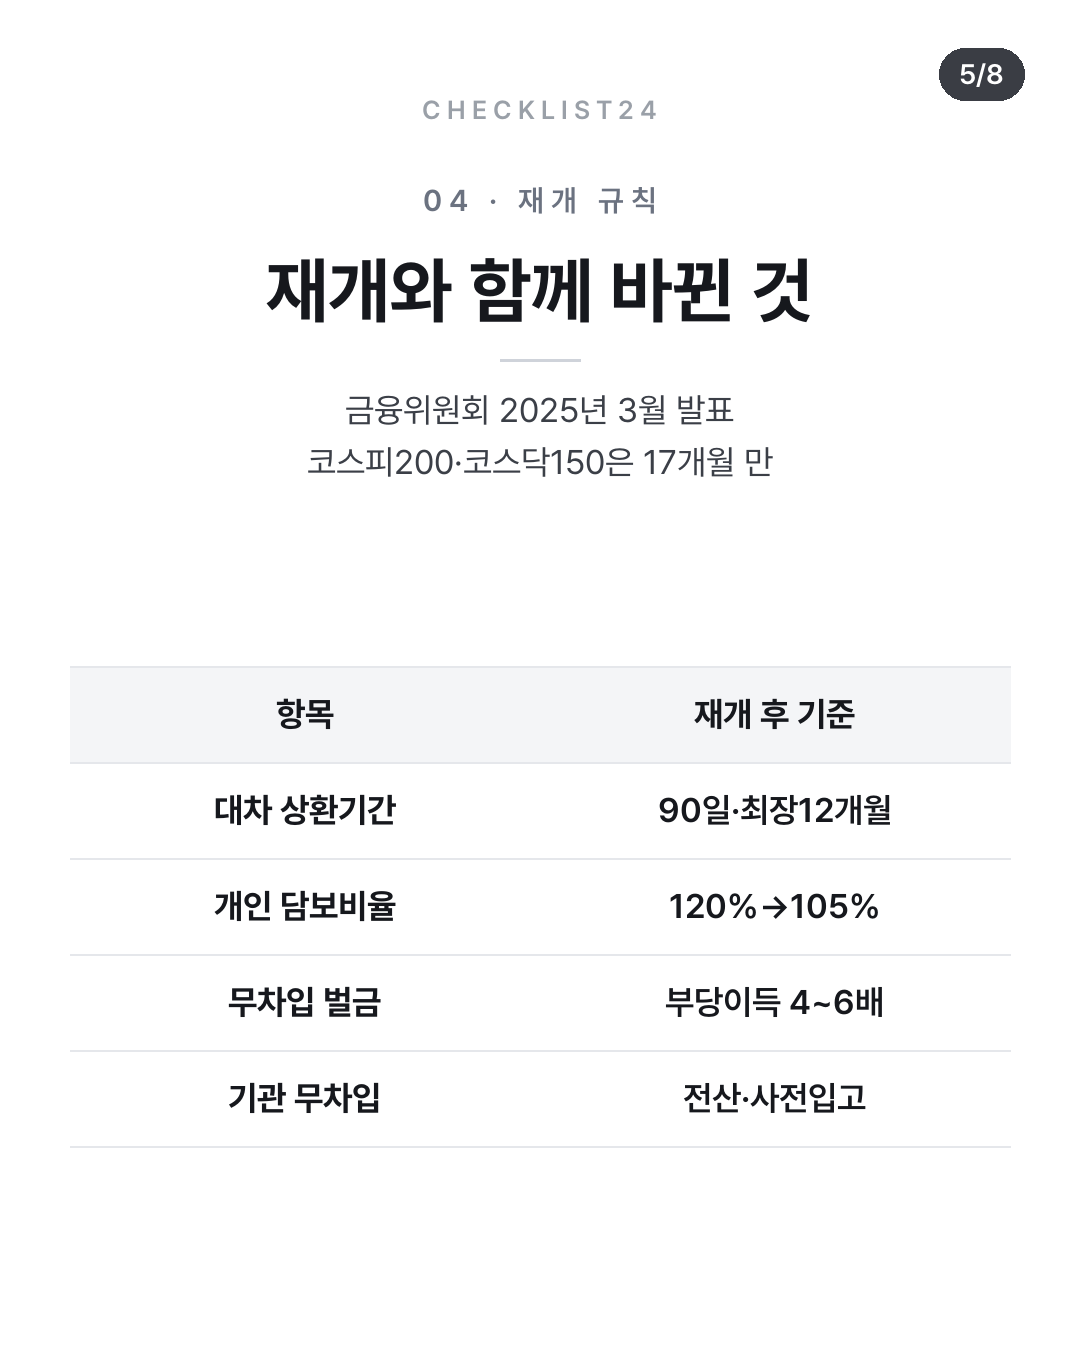 5/8
CHECKLIST24
04 · 재개 규칙
재개와 함께 바뀐 것
금융위원회 2025년 3월 발표
코스피200·코스닥150은 17개월 만
항목 재개 후 기준
대차 상환기간 90일·최장12개월
개인 담보비율 120%→105%
무차입 벌금 부당이득 4~6배
기관 무차입 전산·사전입고